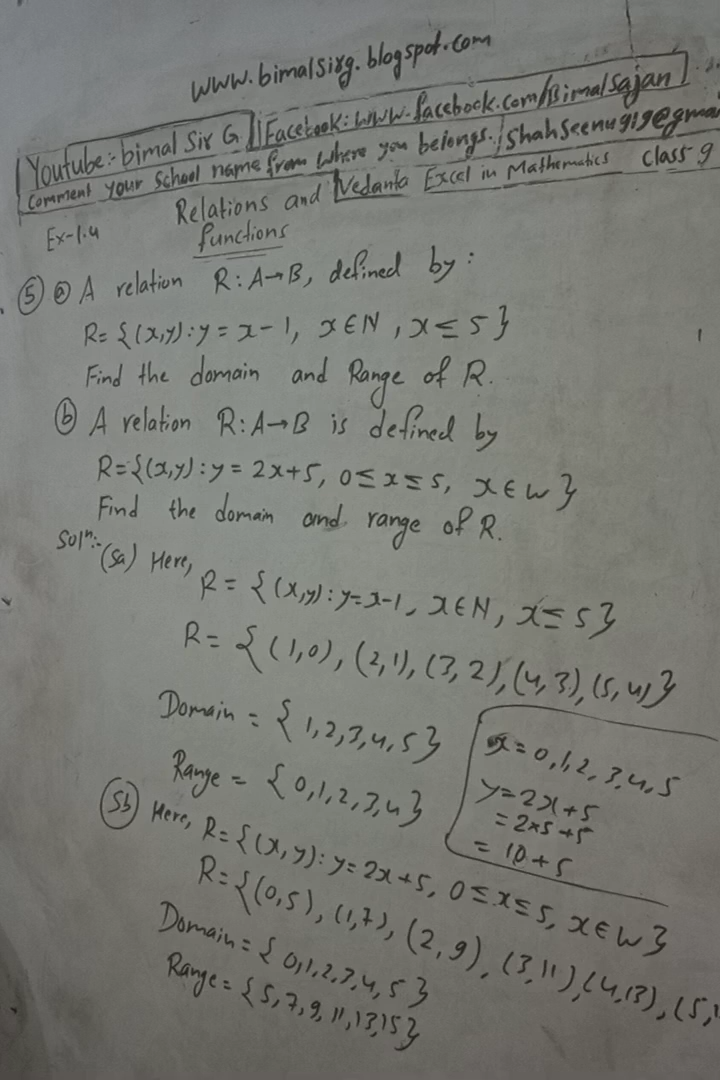 www.bimalsirg.blogspot.com
Youtube: bimal Sir G. Facebook: www.facebook.com/Bimalsajan
Comment your School name from where you belongs. Shahseenu919@gmai
Ex-1.4 Relations and functions Vedanta Excel in Mathematics class 9
⑤ ⓐ A relation R: A→B, defined by:
R= {(x,y): y = x-1, x∈N, x≤5}
Find the domain and Range of R.
ⓑ A relation R: A→B is defined by
R={(x,y): y = 2x+5, 0≤x≤5, x∈W}
Find the domain and range of R.
Solⁿ:-
(5a) Here,
R = {(x,y): y=x-1, x∈N, x≤5}
R = {(1,0), (2,1), (3,2), (4,3), (5,4)}
Domain = {1,2,3,4,5}
Range = {0,1,2,3,4}
x=0,1,2,3,4,5
y=2x+5
=2×5+5
=10+5
(5b) Here, R={(x,y): y=2x+5, 0≤x≤5, x∈W}
R={(0,5), (1,7), (2,9), (3,11), (4,13), (5,1
Domain = {0,1,2,3,4,5}
Range = {5,7,9,11,13,15}